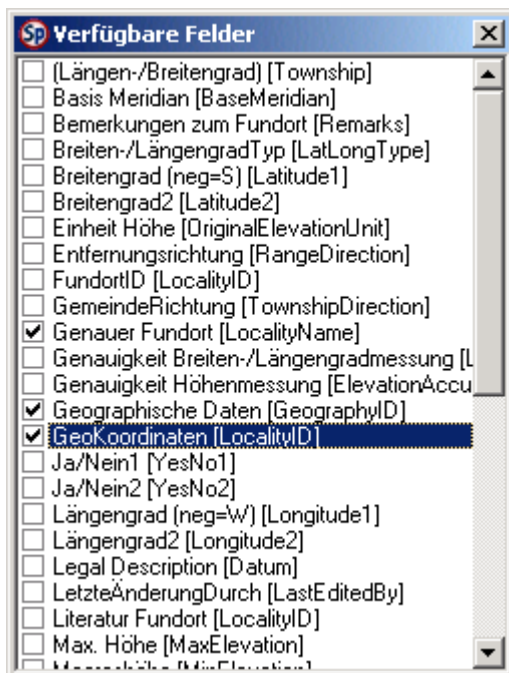 Sp Verfügbare Felder
(Längen-/Breitengrad) [Township]
Basis Meridian [BaseMeridian]
Bemerkungen zum Fundort [Remarks]
Breiten-/LängengradTyp [LatLongType]
Breitengrad (neg=S) [Latitude1]
Breitengrad2 [Latitude2]
Einheit Höhe [OriginalElevationUnit]
Entfernungsrichtung [RangeDirection]
FundortID [LocalityID]
GemeindeRichtung [TownshipDirection]
Genauer Fundort [LocalityName]
Genauigkeit Breiten-/Längengradmessung [L
Genauigkeit Höhenmessung [ElevationAccu
Geographische Daten [GeographyID]
GeoKoordinaten [LocalityID]
Ja/Nein1 [YesNo1]
Ja/Nein2 [YesNo2]
Längengrad (neg=W) [Longitude1]
Längengrad2 [Longitude2]
Legal Description [Datum]
LetzteÄnderungDurch [LastEditedBy]
Literatur Fundort [LocalityID]
Max. Höhe [MaxElevation]